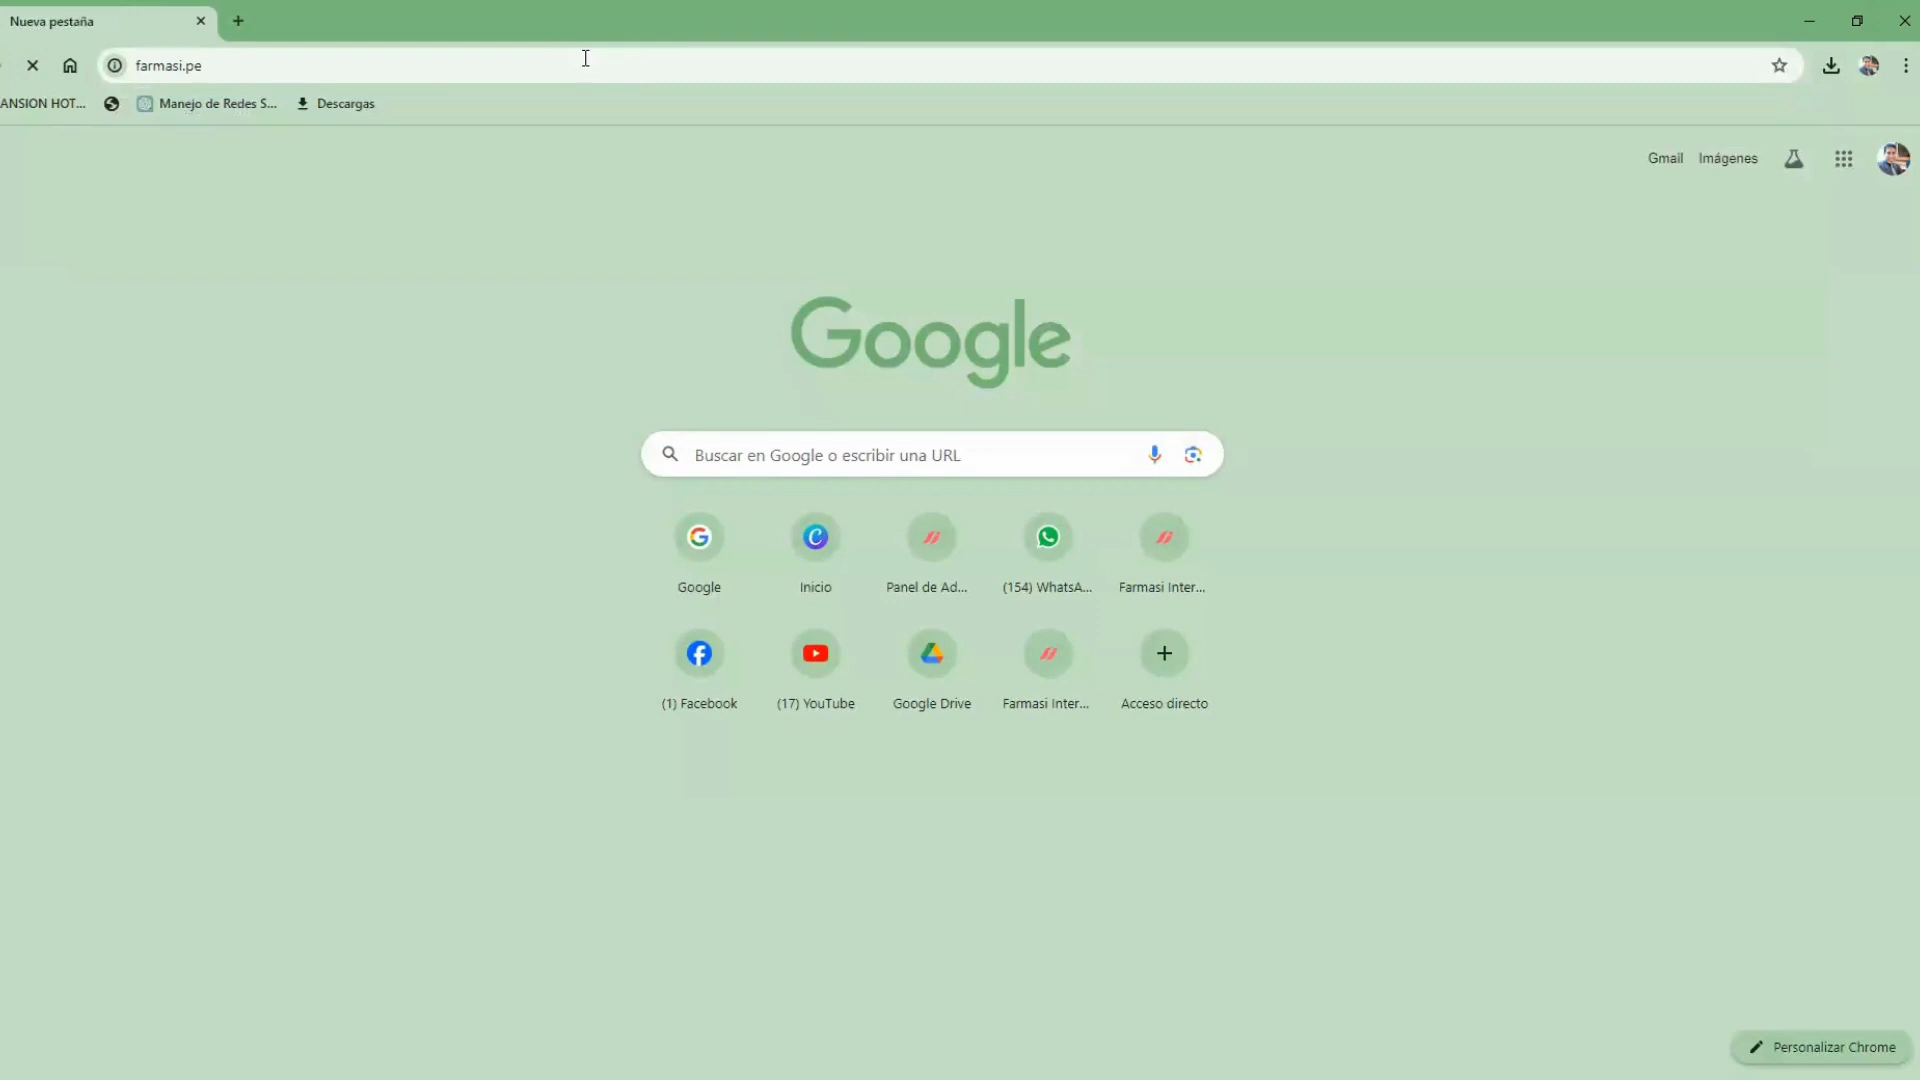 Nueva pestaña
farmasi.pe
ANSION HOT...
Manejo de Redes S...
Descargas
Gmail
Imágenes
Google
Buscar en Google o escribir una URL
Google
Inicio
Panel de Ad...
(154) WhatsA...
Farmasi Inter...
(1) Facebook
(17) YouTube
Google Drive
Farmasi Inter...
Acceso directo
Personalizar Chrome